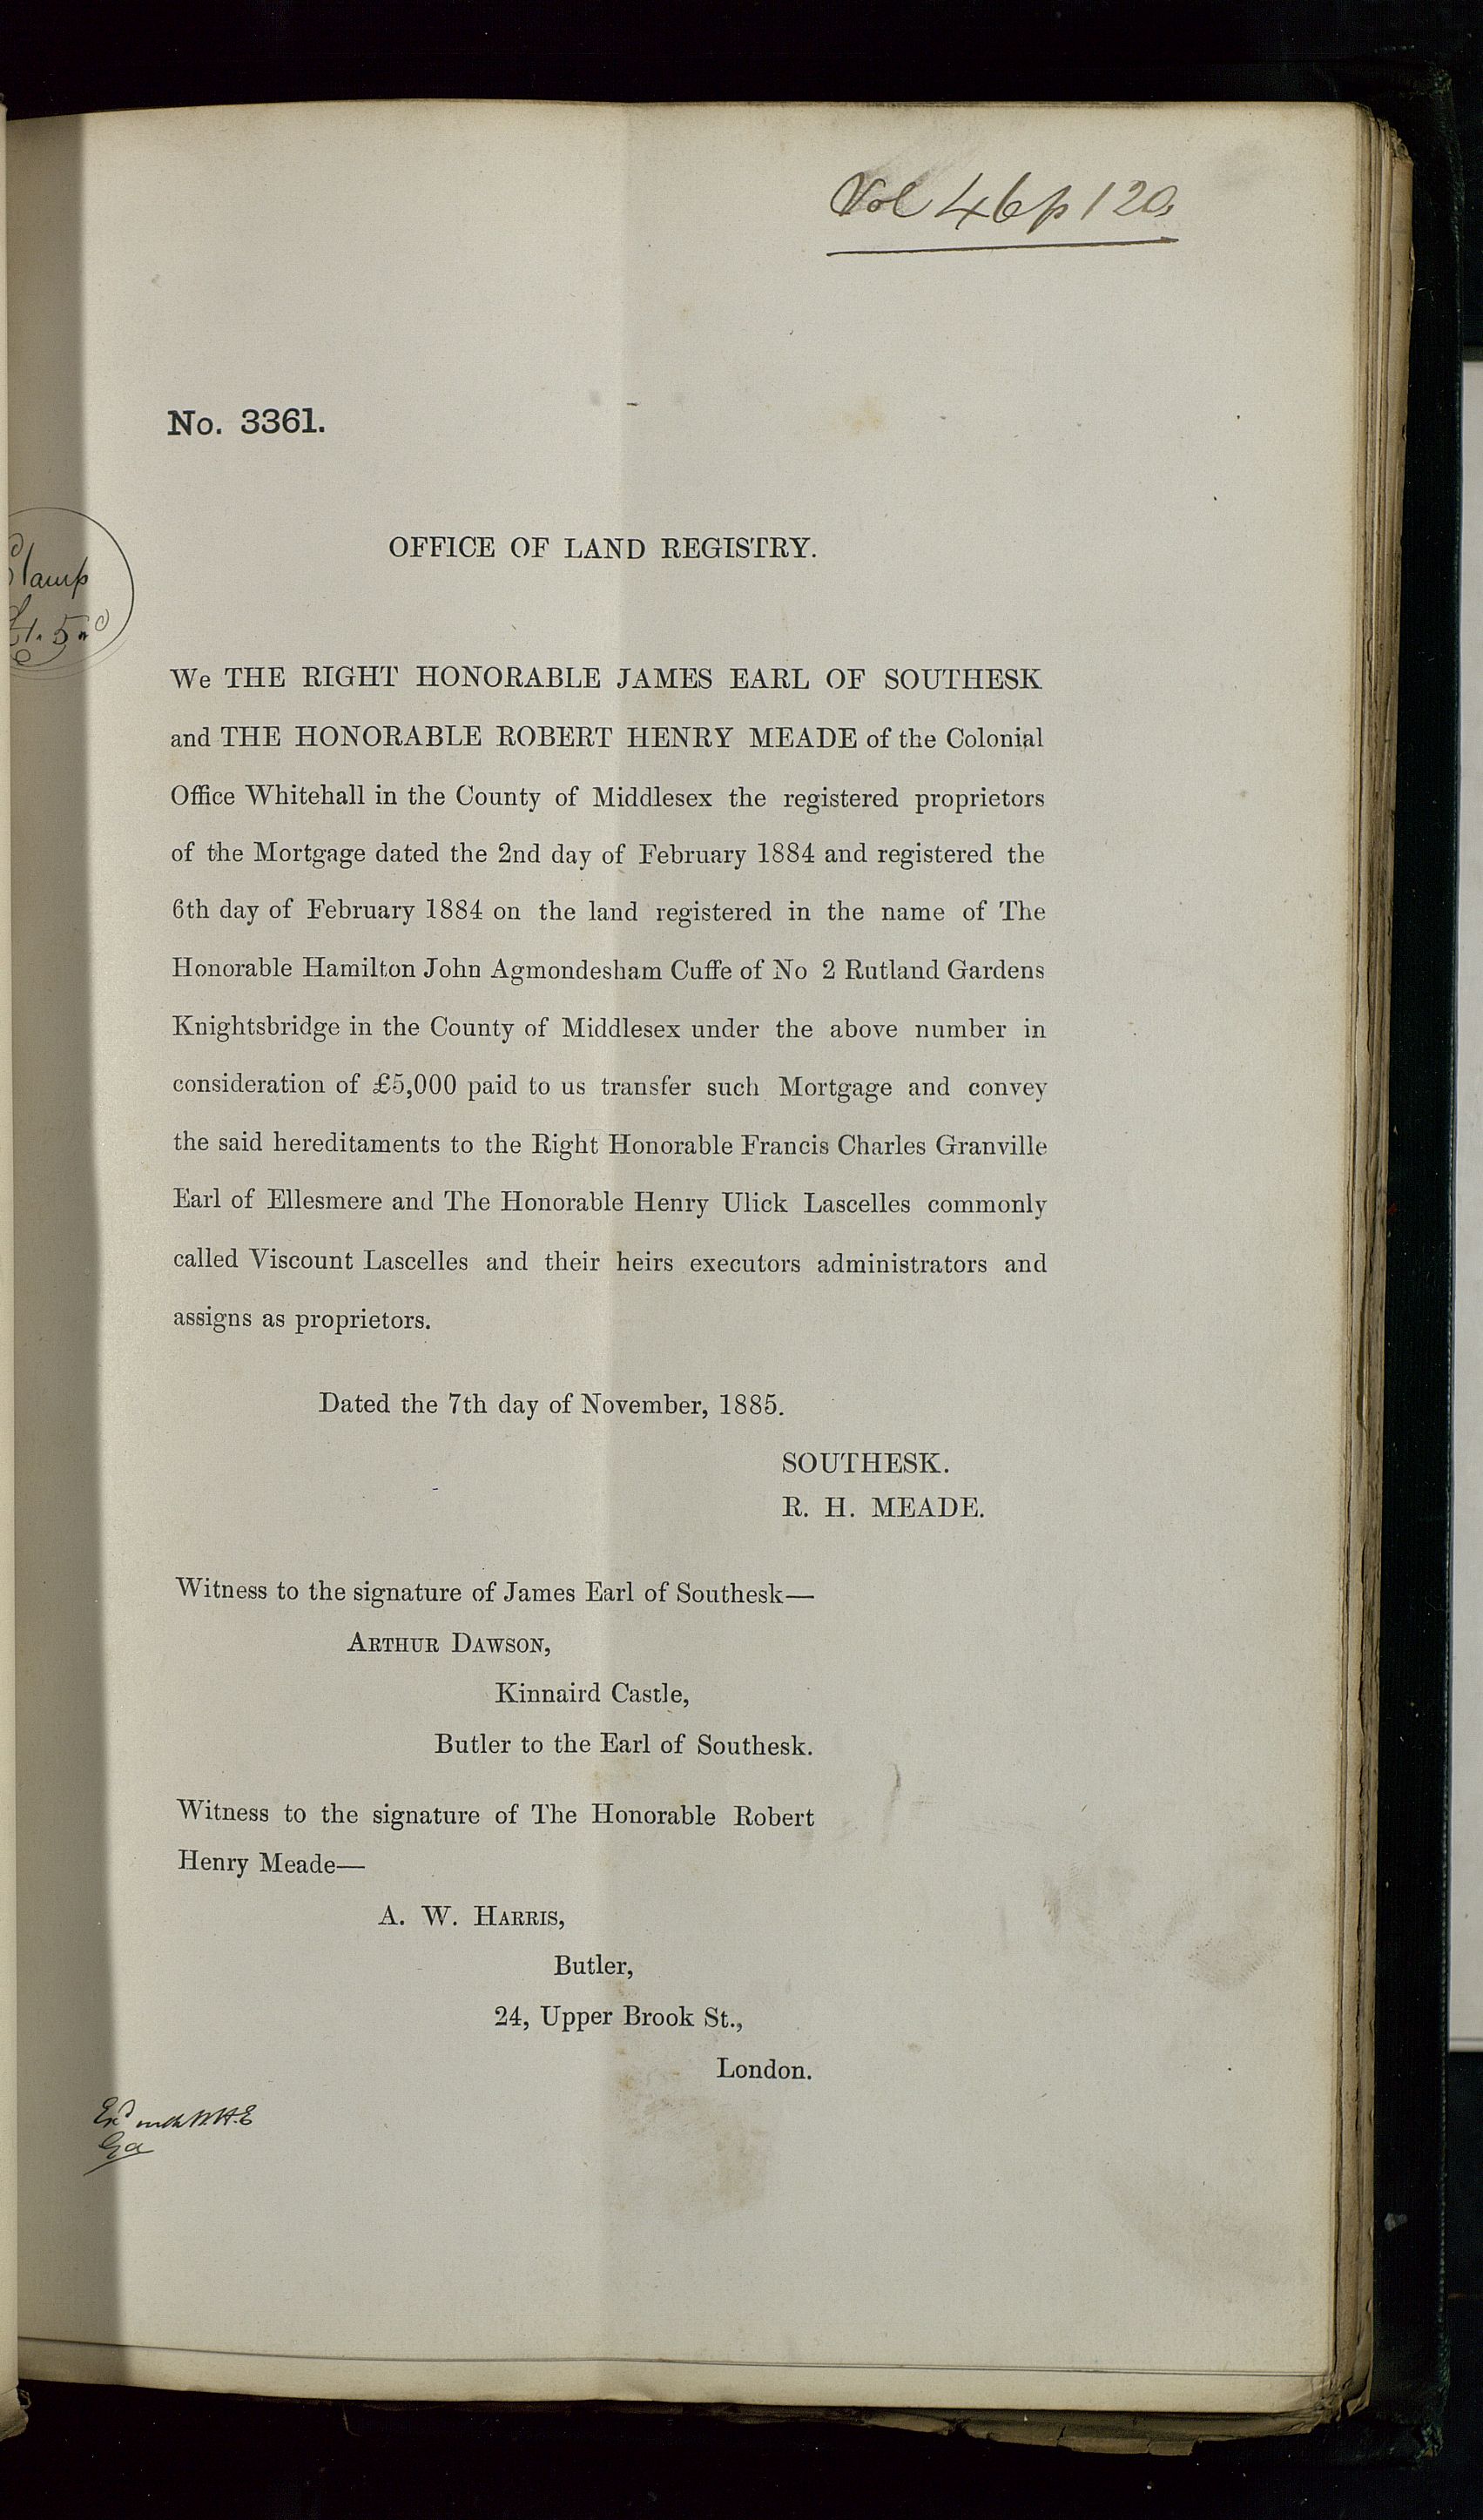 Vol 46 p 120
No. 3361.
OFFICE OF LAND REGISTRY.
Stamp
We THE RIGHT HONORABLE JAMES EARL OF SOUTHESK
and THE HONORABLE ROBERT HENRY MEADE of the Colonial
Office Whitehall in the County of Middlesex the registered proprietors
of the Mortgage dated the 2nd day of February 1884 and registered the
6th day of February 1884 on the land registered in the name of The
Honorable Hamilton John Agmondesham Cuffe of No 2 Rutland Gardens
Knightsbridge in the County of Middlesex under the above number in
consideration of £5,000 paid to us transfer such Mortgage and convey
the said hereditaments to the Right Honorable Francis Charles Granville
Earl of Ellesmere and The Honorable Henry Ulick Lascelles commonly
called Viscount Lascelles and their heirs executors administrators and
assigns as proprietors.
Dated the 7th day of November, 1885.
SOUTHESK.
R. H. MEADE.
Witness to the signature of James Earl of Southesk—
ARTHUR DAWSON,
Kinnaird Castle,
Butler to the Earl of Southesk.
Witness to the signature of The Honorable Robert
Henry Meade—
A. W. HARRIS,
Butler,
24, Upper Brook St.,
London.